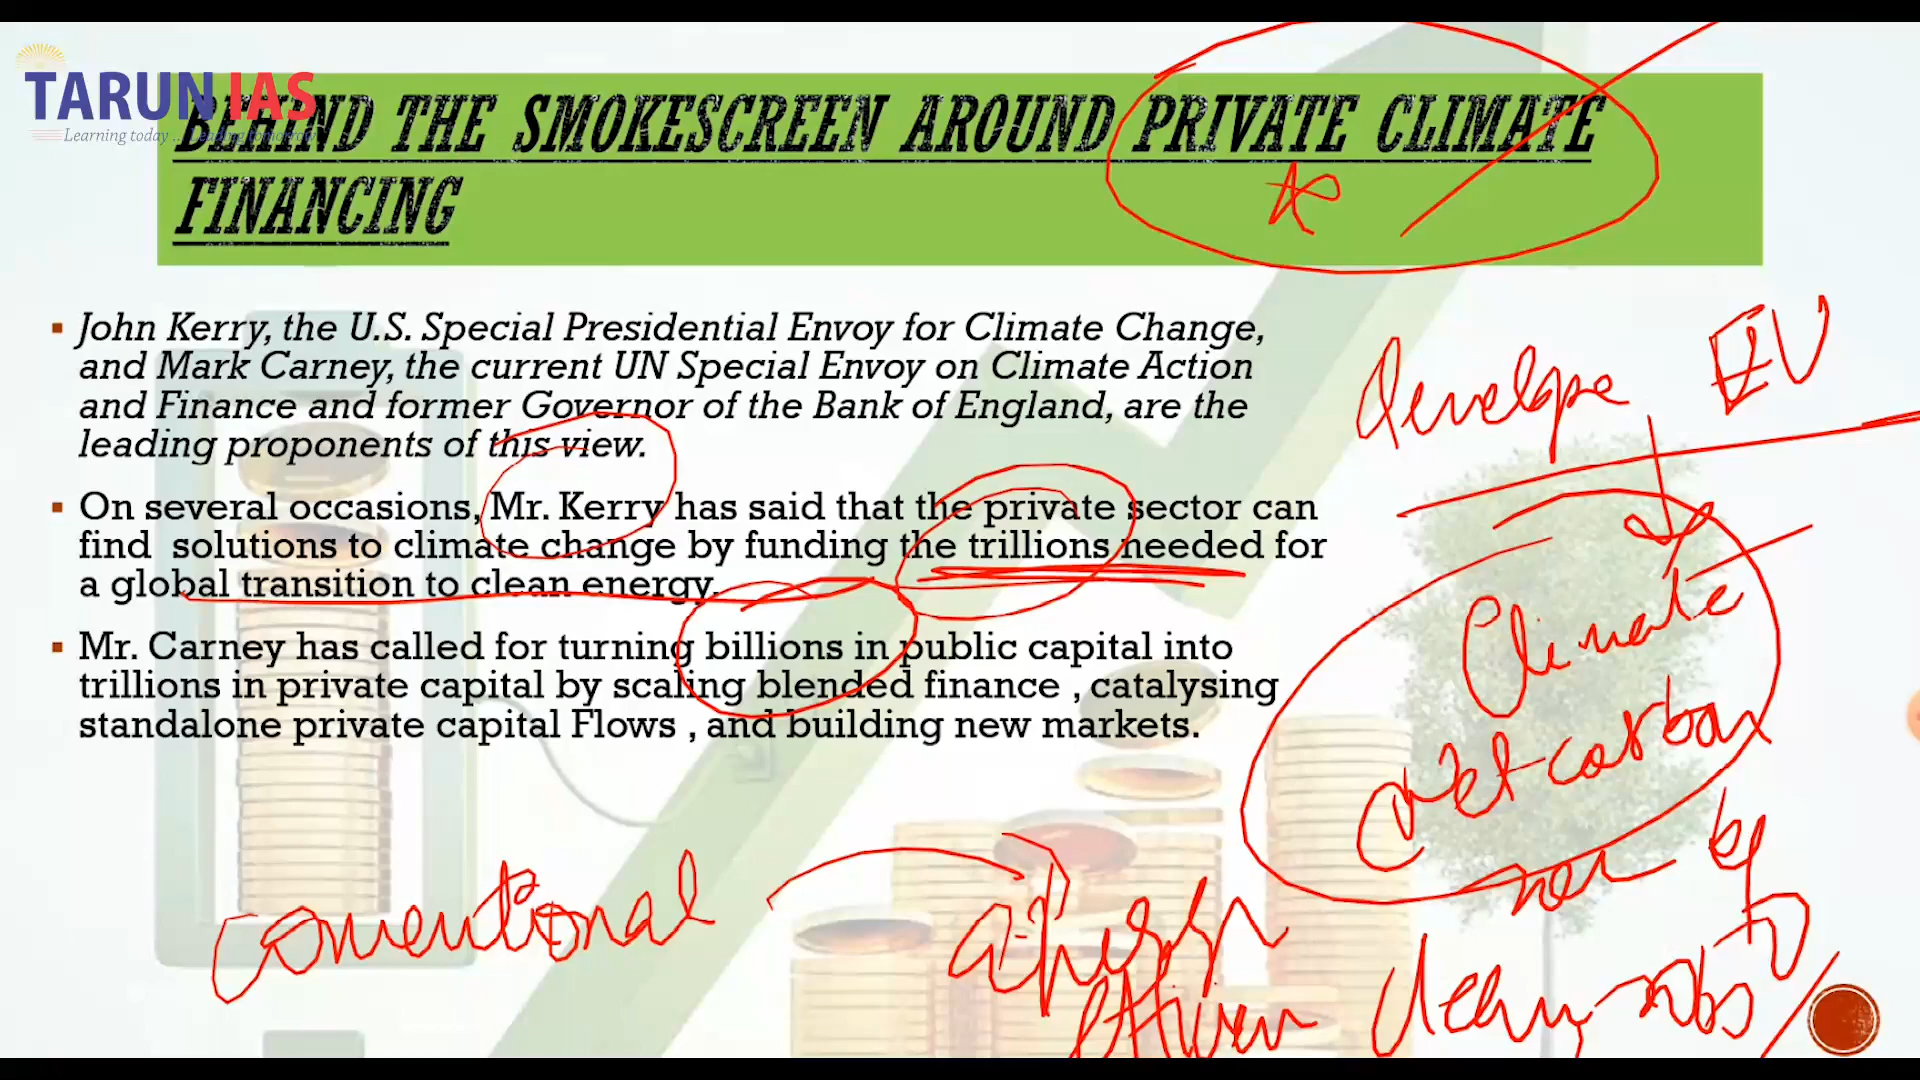 TARUN IAS
Learning today ... Leading tomorrow
BEHIND THE SMOKESCREEN AROUND PRIVATE CLIMATE
FINANCING
▪ John Kerry, the U.S. Special Presidential Envoy for Climate Change,
and Mark Carney, the current UN Special Envoy on Climate Action
and Finance and former Governor of the Bank of England, are the
leading proponents of this view.
▪ On several occasions, Mr. Kerry has said that the private sector can
find solutions to climate change by funding the trillions needed for
a global transition to clean energy.
▪ Mr. Carney has called for turning billions in public capital into
trillions in private capital by scaling blended finance , catalysing
standalone private capital Flows , and building new markets.
develope EV
Climate
Net-carbon
conventional